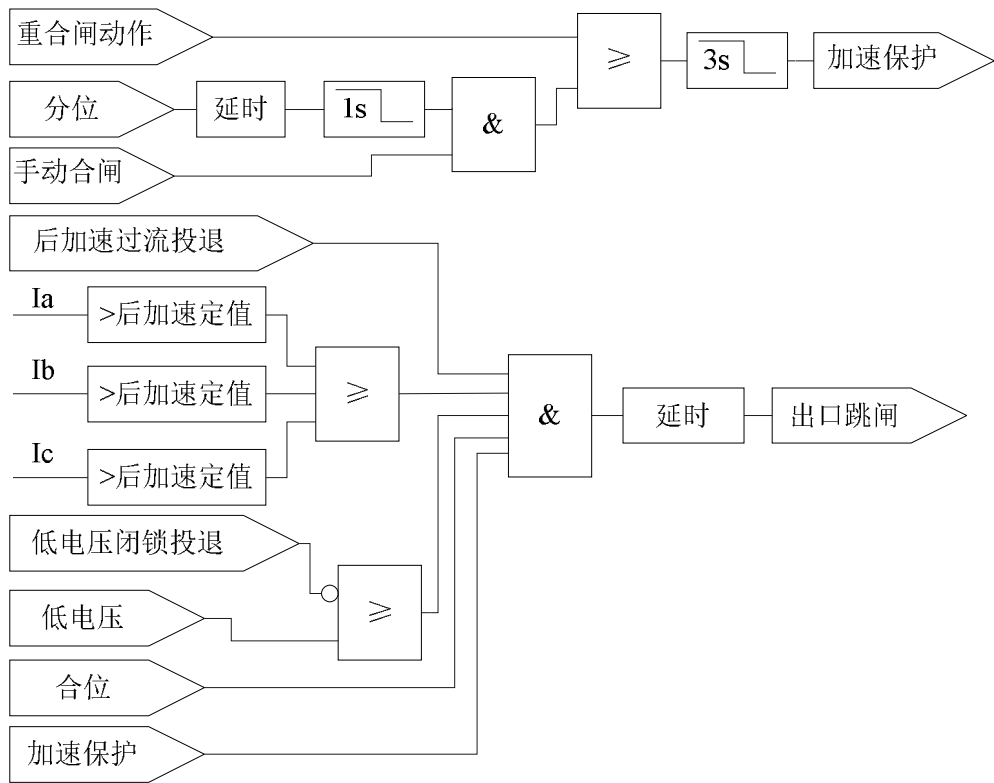 重合闸动作
≥
3s
加速保护
分位
延时
1s
&
手动合闸
后加速过流投退
Ia
>后加速定值
Ib
>后加速定值
≥
&
延时
出口跳闸
Ic
>后加速定值
低电压闭锁投退
低电压
≥
合位
加速保护